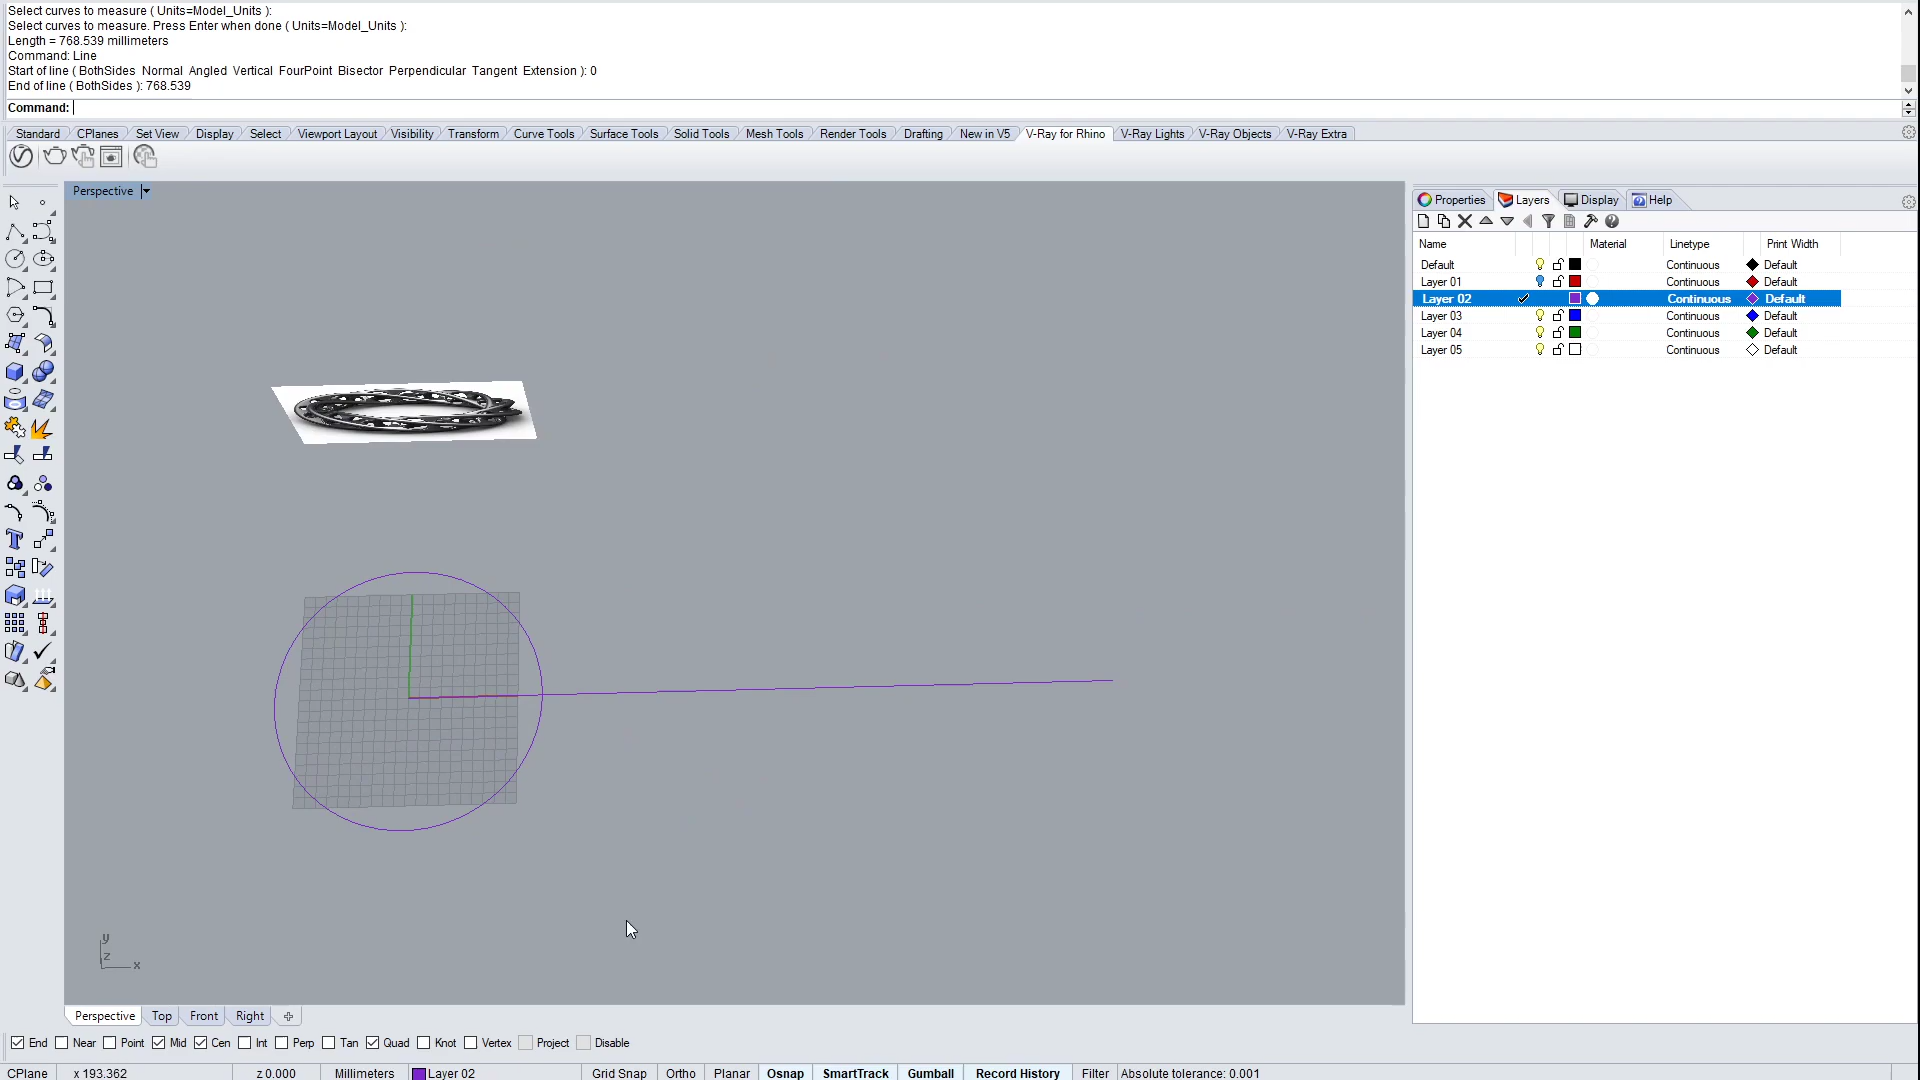 Select curves to measure ( Units=Model_Units ):
Select curves to measure. Press Enter when done ( Units=Model_Units ):
Length = 768.539 millimeters
Command: Line
Start of line ( BothSides  Normal  Angled  Vertical  FourPoint  Bisector  Perpendicular  Tangent  Extension ): 0
End of line ( BothSides ): 768.539
Command:
Standard CPlanes Set View Display Select Viewport Layout Visibility Transform Curve Tools Surface Tools Solid Tools Mesh Tools Render Tools Drafting New in V5 V-Ray for Rhino V-Ray Lights V-Ray Objects V-Ray Extra
Perspective
Properties Layers Display Help
Name Material Linetype Print Width
Default Continuous Default
Layer 01 Continuous Default
Layer 02 Continuous Default
Layer 03 Continuous Default
Layer 04 Continuous Default
Layer 05 Continuous Default
y
z
x
Perspective Top Front Right
End Near Point Mid Cen Int Perp Tan Quad Knot Vertex Project Disable
CPlane x 193.362 z 0.000 Millimeters Layer 02 Grid Snap Ortho Planar Osnap SmartTrack Gumball Record History Filter Absolute tolerance: 0.001